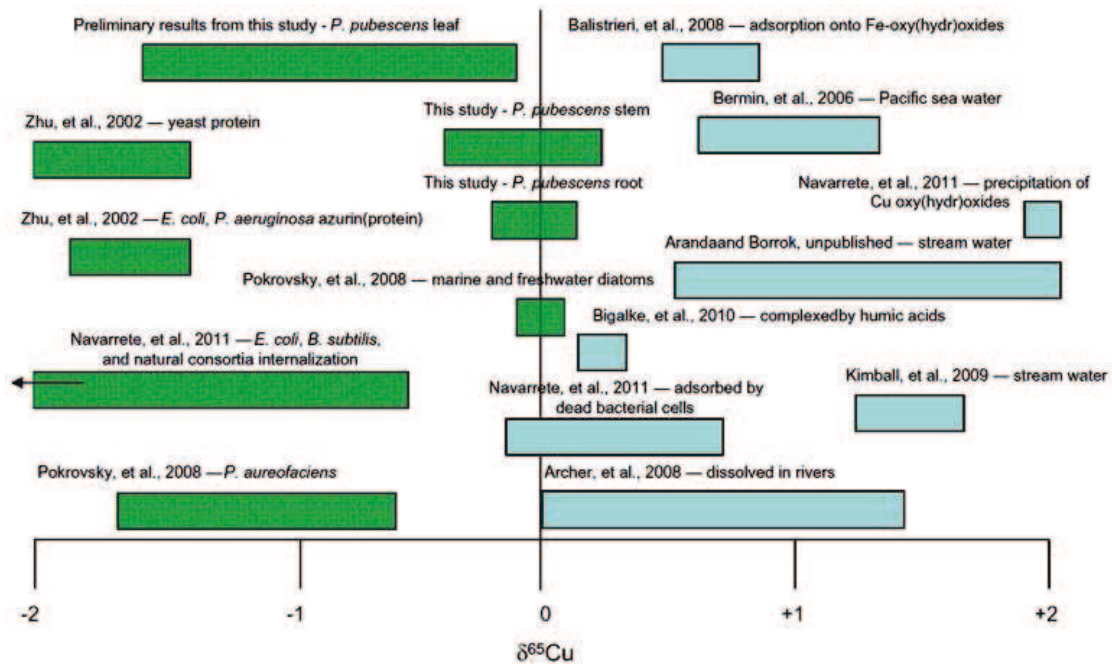 Preliminary results from this study - P. pubescens leaf
Balistrieri, et al., 2008 — adsorption onto Fe-oxy(hydr)oxides
Bermin, et al., 2006 — Pacific sea water
This study - P. pubescens stem
Zhu, et al., 2002 — yeast protein
This study - P. pubescens root
Navarrete, et al., 2011 — precipitation of
Cu oxy(hydr)oxides
Zhu, et al., 2002 — E. coli, P. aeruginosa azurin(protein)
Arandaand Borrok, unpublished — stream water
Pokrovsky, et al., 2008 — marine and freshwater diatoms
Bigalke, et al., 2010 — complexedby humic acids
Navarrete, et al., 2011 — E. coli, B. subtilis,
and natural consortia internalization
Kimball, et al., 2009 — stream water
Navarrete, et al., 2011 — adsorbed by
dead bacterial cells
Pokrovsky, et al., 2008 — P. aureofaciens
Archer, et al., 2008 — dissolved in rivers
-2 -1 0 +1 +2
δ⁶⁵Cu